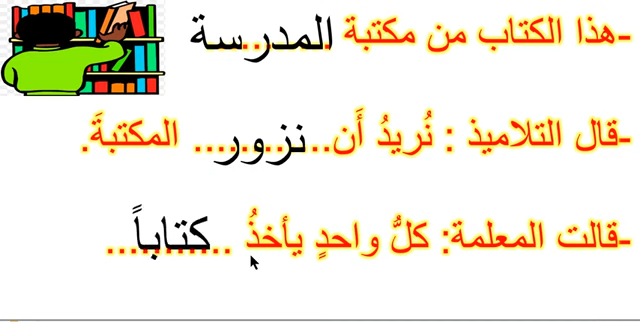 -هذا الكتاب من مكتبة المدرسة
-قال التلاميذ : نُريدُ أَن.. نزور .... المكتبةَ.
-قالت المعلمة: كلُّ واحدٍ يأخذُ .. كتاباً ....